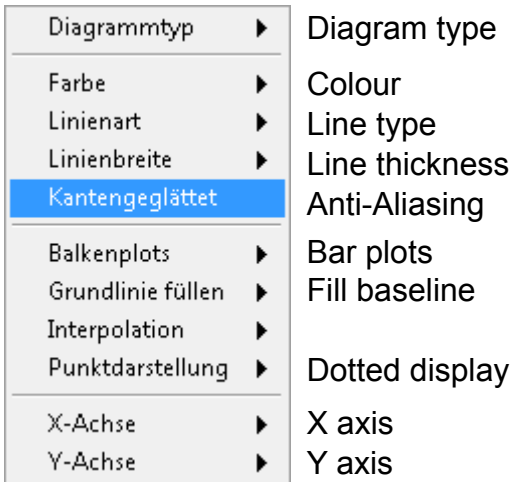 Diagrammtyp Diagram type
Farbe Colour
Linienart Line type
Linienbreite Line thickness
Kantengeglättet Anti-Aliasing
Balkenplots Bar plots
Grundlinie füllen Fill baseline
Interpolation
Punktdarstellung Dotted display
X-Achse X axis
Y-Achse Y axis